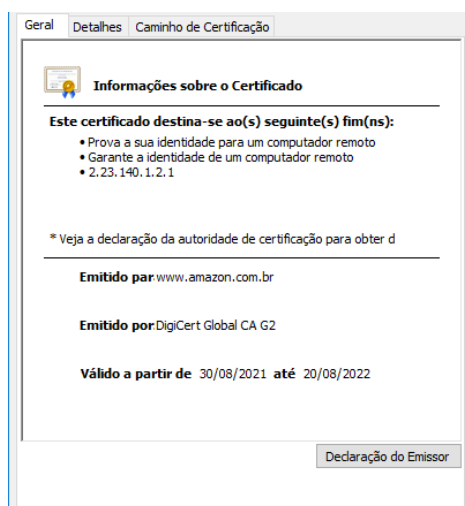 Geral Detalhes Caminho de Certificação
Informações sobre o Certificado
Este certificado destina-se ao(s) seguinte(s) fim(ns):
• Prova a sua identidade para um computador remoto
• Garante a identidade de um computador remoto
• 2.23.140.1.2.1
* Veja a declaração da autoridade de certificação para obter d
Emitido par www.amazon.com.br
Emitido por DigiCert Global CA G2
Válido a partir de 30/08/2021 até 20/08/2022
Declaração do Emissor